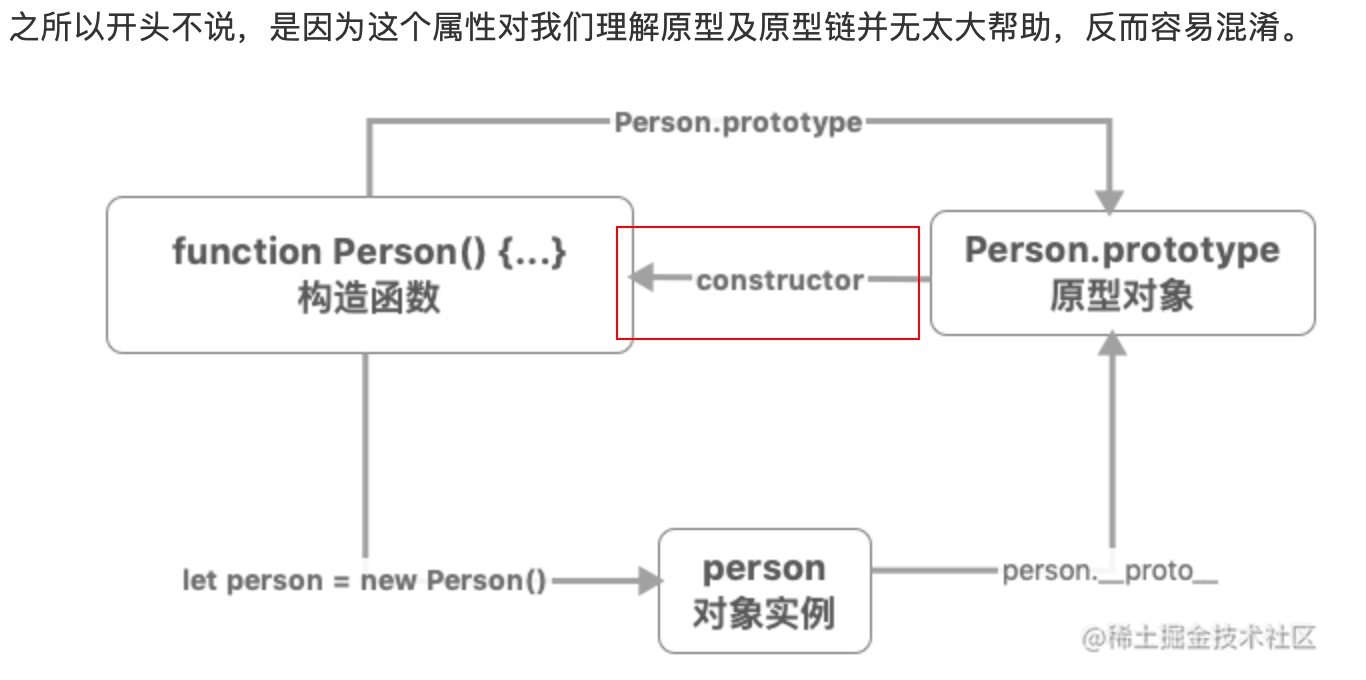 之所以开头不说，是因为这个属性对我们理解原型及原型链并无太大帮助，反而容易混淆。
Person.prototype
function Person() {...}
构造函数
constructor
Person.prototype
原型对象
let person = new Person()
person
对象实例
person.__proto__
@稀土掘金技术社区